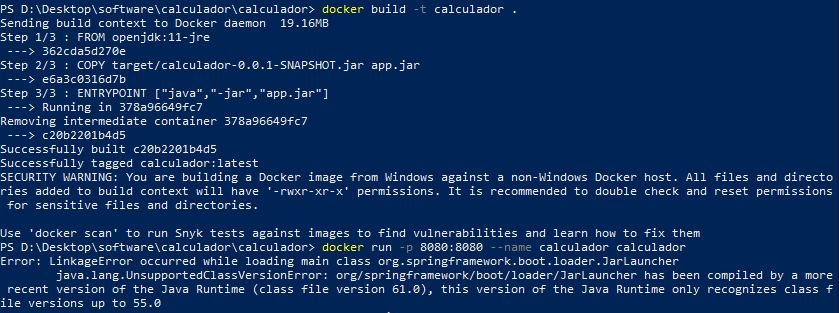 PS D:\Desktop\software\calculador\calculador> docker build -t calculador .
Sending build context to Docker daemon  19.16MB
Step 1/3 : FROM openjdk:11-jre
 ---> 362cda5d270e
Step 2/3 : COPY target/calculador-0.0.1-SNAPSHOT.jar app.jar
 ---> e6a3c0316d7b
Step 3/3 : ENTRYPOINT ["java","-jar","app.jar"]
 ---> Running in 378a96649fc7
Removing intermediate container 378a96649fc7
 ---> c20b2201b4d5
Successfully built c20b2201b4d5
Successfully tagged calculador:latest
SECURITY WARNING: You are building a Docker image from Windows against a non-Windows Docker host. All files and directo
ries added to build context will have '-rwxr-xr-x' permissions. It is recommended to double check and reset permissions
 for sensitive files and directories.

Use 'docker scan' to run Snyk tests against images to find vulnerabilities and learn how to fix them
PS D:\Desktop\software\calculador\calculador> docker run -p 8080:8080 --name calculador calculador
Error: LinkageError occurred while loading main class org.springframework.boot.loader.JarLauncher
        java.lang.UnsupportedClassVersionError: org/springframework/boot/loader/JarLauncher has been compiled by a more
 recent version of the Java Runtime (class file version 61.0), this version of the Java Runtime only recognizes class f
ile versions up to 55.0